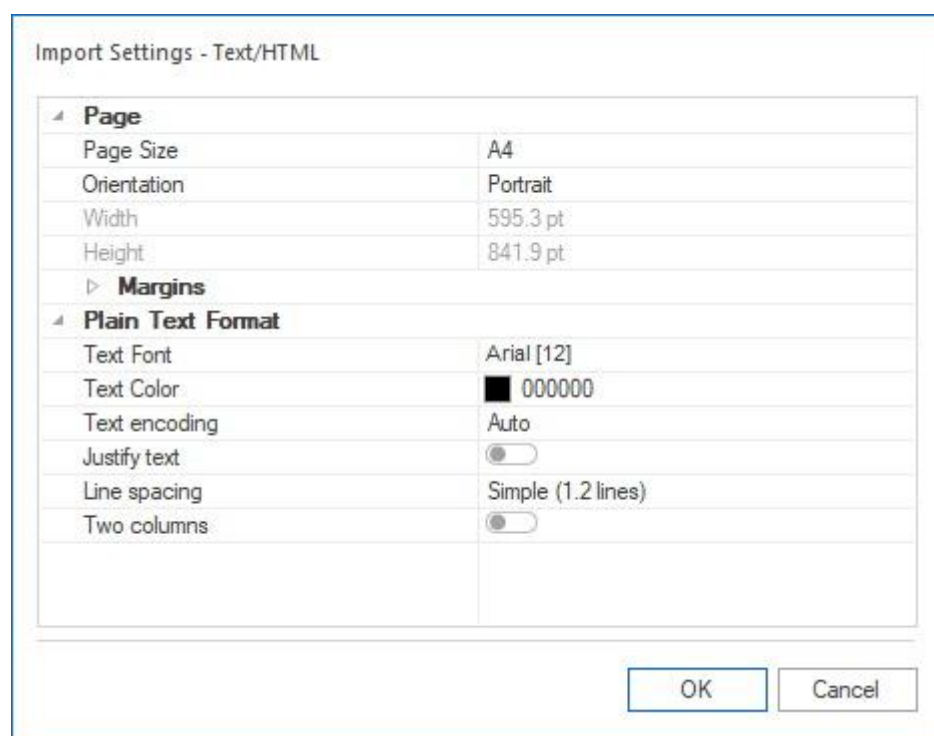 Import Settings - Text/HTML
Page
Page Size A4
Orientation Portrait
Width 595.3 pt
Height 841.9 pt
Margins
Plain Text Format
Text Font Arial [12]
Text Color 000000
Text encoding Auto
Justify text
Line spacing Simple (1.2 lines)
Two columns
OK Cancel